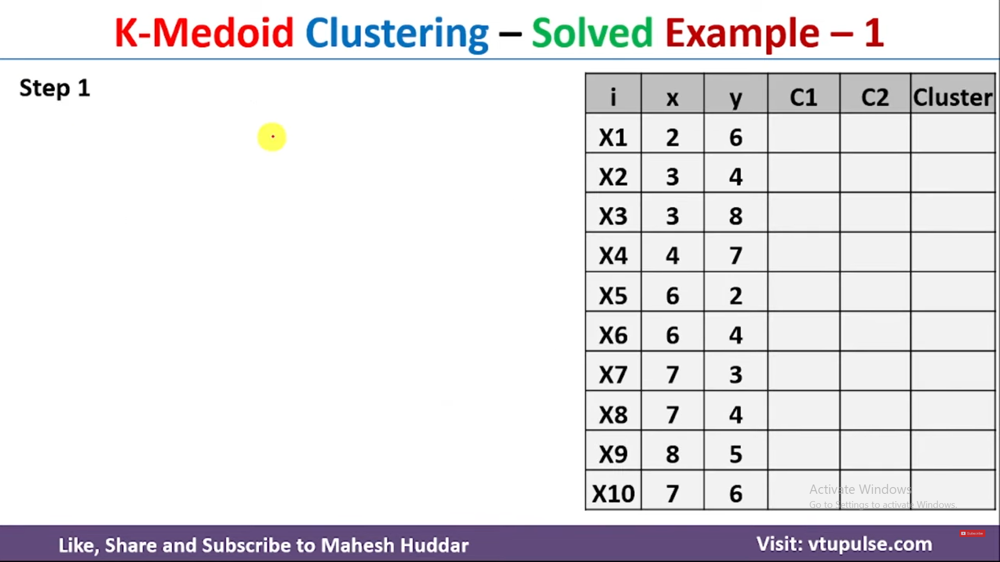 K-Medoid Clustering – Solved Example – 1
Step 1
i x y C1 C2 Cluster
X1 2 6
X2 3 4
X3 3 8
X4 4 7
X5 6 2
X6 6 4
X7 7 3
X8 7 4
X9 8 5
X10 7 6
Activate Windows
Go to Settings to activate Windows.
Subscribe
Like, Share and Subscribe to Mahesh Huddar
Visit: vtupulse.com